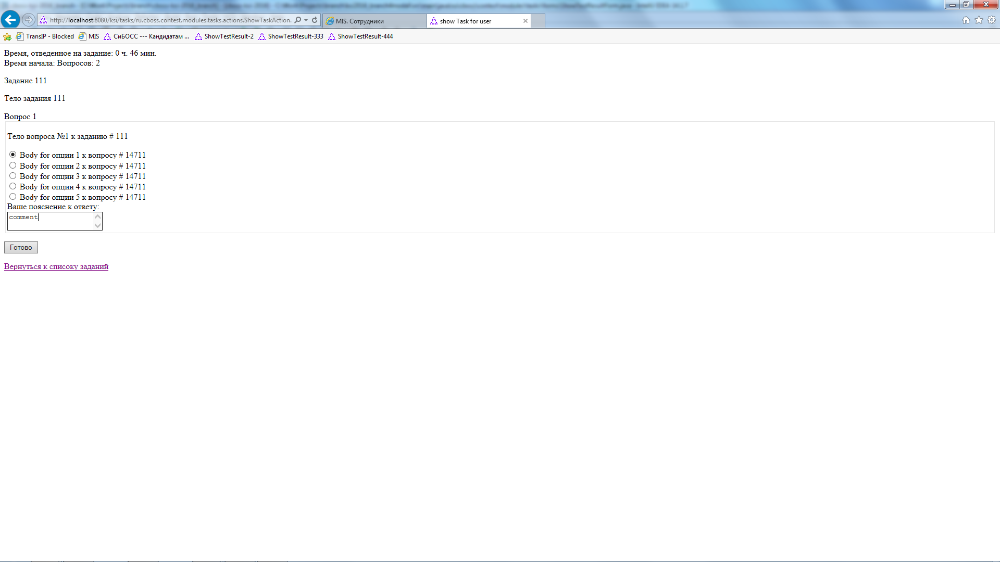 http://localhost:8080/ksi/tasks/ru.cboss.contest.modules.tasks.actions.ShowTaskAction. MIS. Сотрудники show Task for user
TransIP - Blocked MIS СиБОСС --- Кандидатам ... ShowTestResult-2 ShowTestResult-333 ShowTestResult-444
Время, отведенное на задание: 0 ч. 46 мин.
Время начала: Вопросов: 2
Задание 111
Тело задания 111
Вопрос 1
Тело вопроса №1 к заданию # 111
Body for опции 1 к вопросу # 14711
Body for опции 2 к вопросу # 14711
Body for опции 3 к вопросу # 14711
Body for опции 4 к вопросу # 14711
Body for опции 5 к вопросу # 14711
Ваше пояснение к ответу:
comment
Готово
Вернуться к списоку заданий